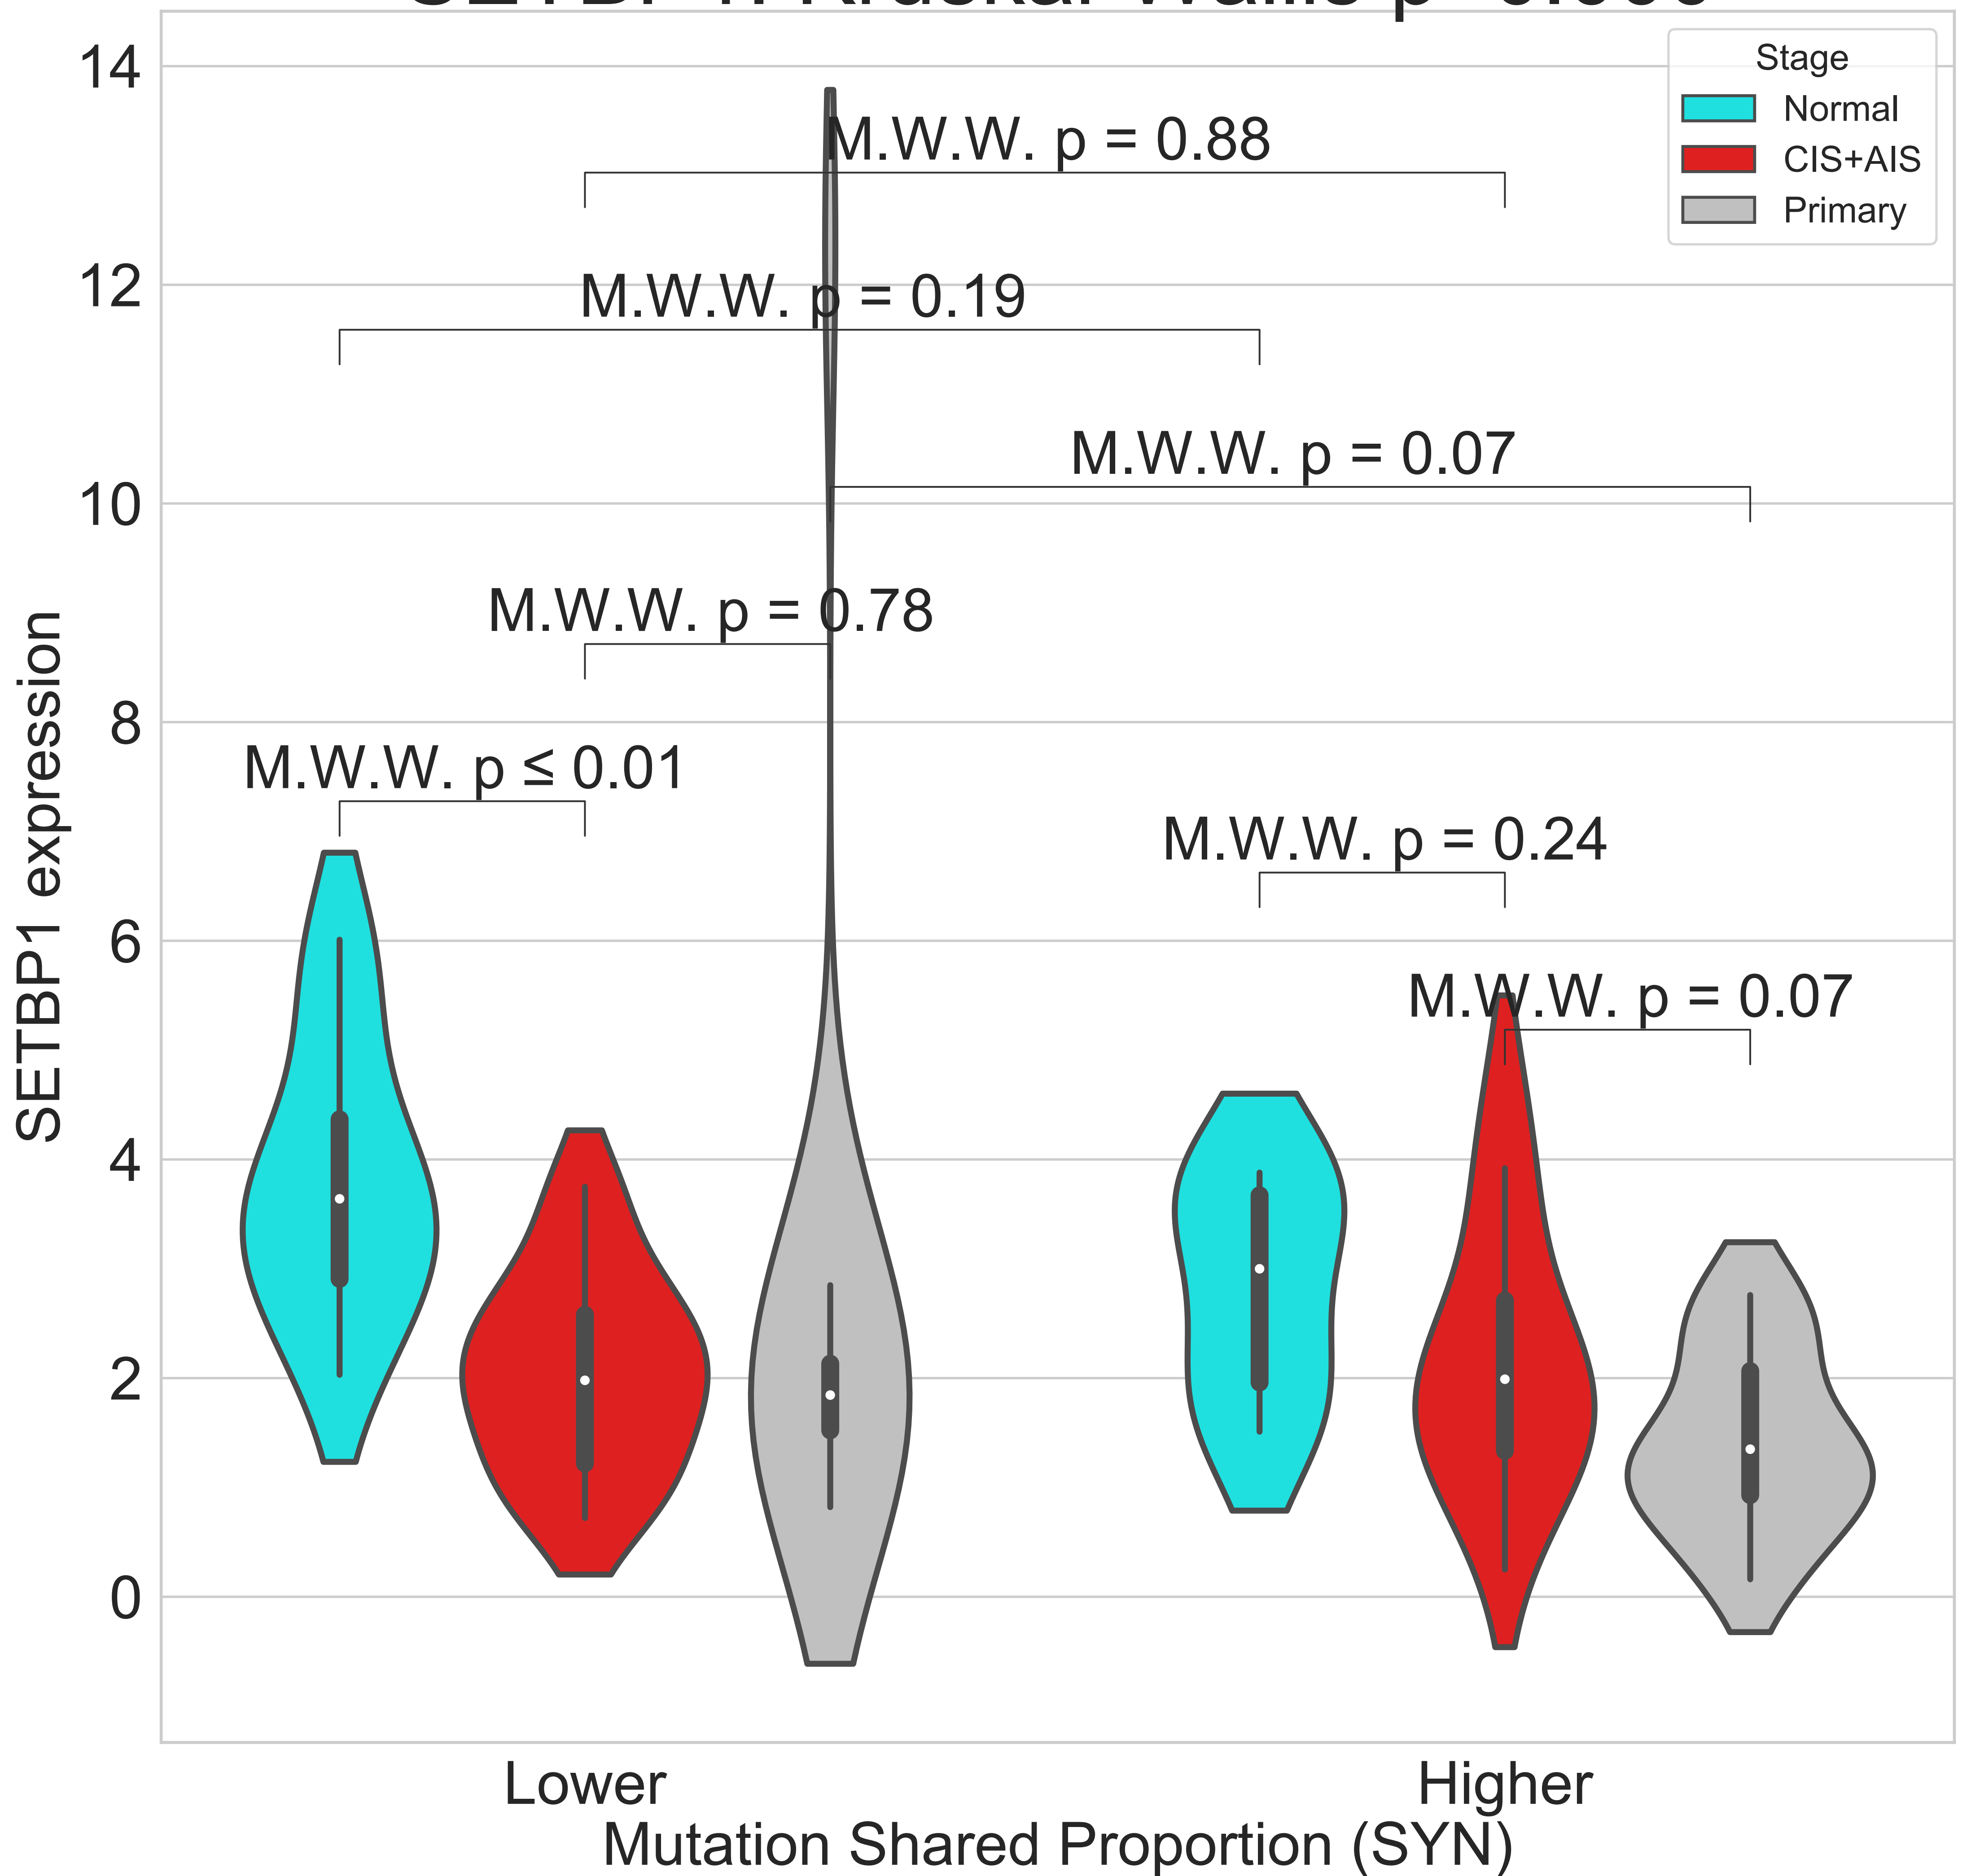 14
12
10
8
6
4
2
0
SETBP1 expression
Stage
Normal
CIS+AIS
Primary
M.W.W. p = 0.88
M.W.W. p = 0.19
M.W.W. p = 0.07
M.W.W. p = 0.78
M.W.W. p ≤ 0.01
M.W.W. p = 0.24
M.W.W. p = 0.07
Lower
Higher
Mutation Shared Proportion (SYN)